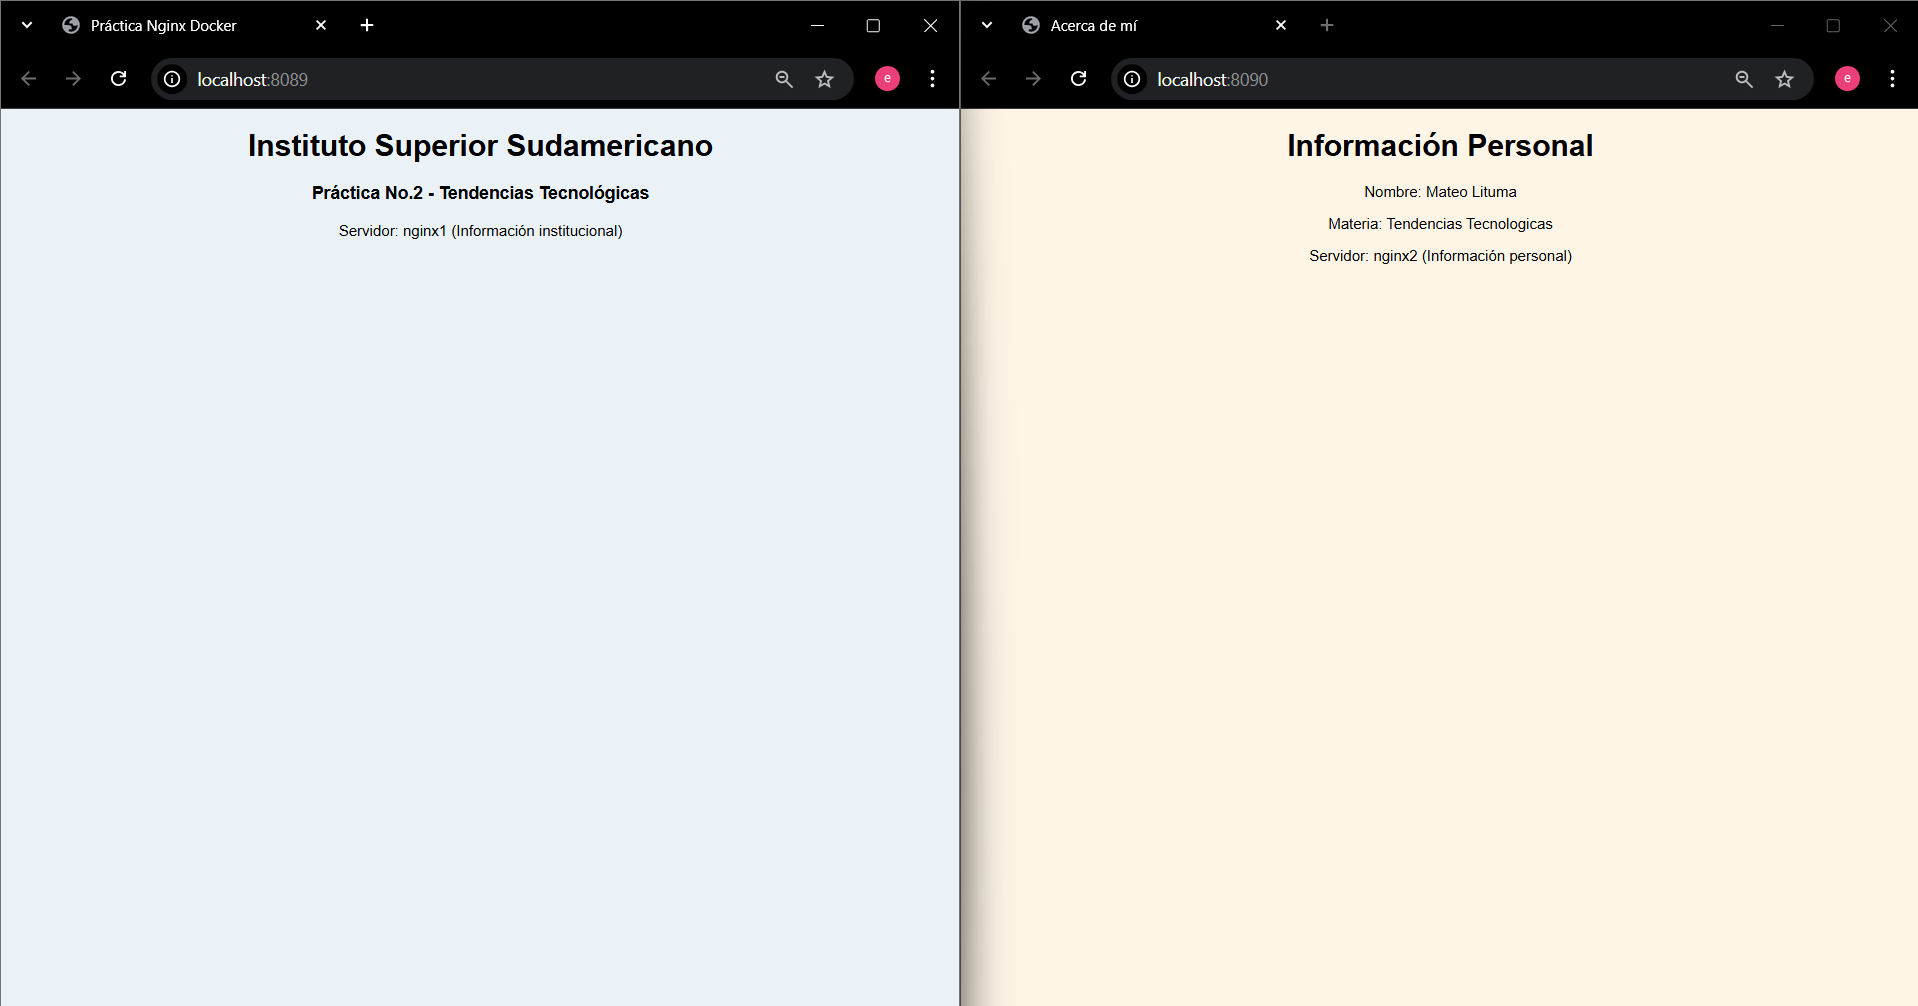 Práctica Nginx Docker
localhost:8089
e
Instituto Superior Sudamericano
Práctica No.2 - Tendencias Tecnológicas
Servidor: nginx1 (Información institucional)
Acerca de mí
localhost:8090
e
Información Personal
Nombre: Mateo Lituma
Materia: Tendencias Tecnologicas
Servidor: nginx2 (Información personal)